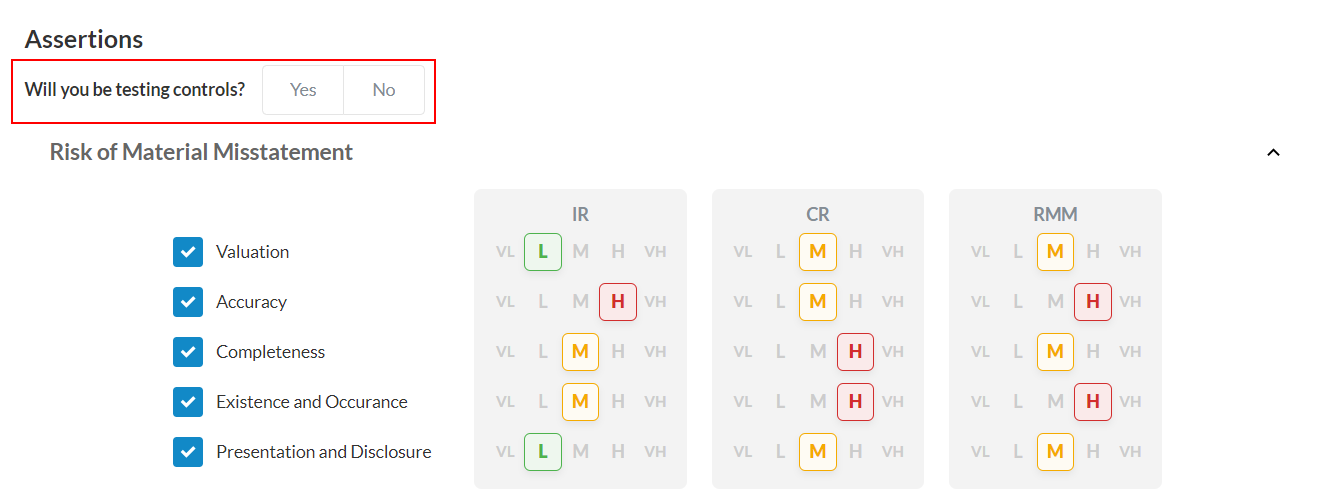 Assertions
Will you be testing controls? Yes No
Risk of Material Misstatement
IR CR RMM
Valuation VL L M H VH VL L M H VH VL L M H VH
Accuracy VL L M H VH VL L M H VH VL L M H VH
Completeness VL L M H VH VL L M H VH VL L M H VH
Existence and Occurance VL L M H VH VL L M H VH VL L M H VH
Presentation and Disclosure VL L M H VH VL L M H VH VL L M H VH